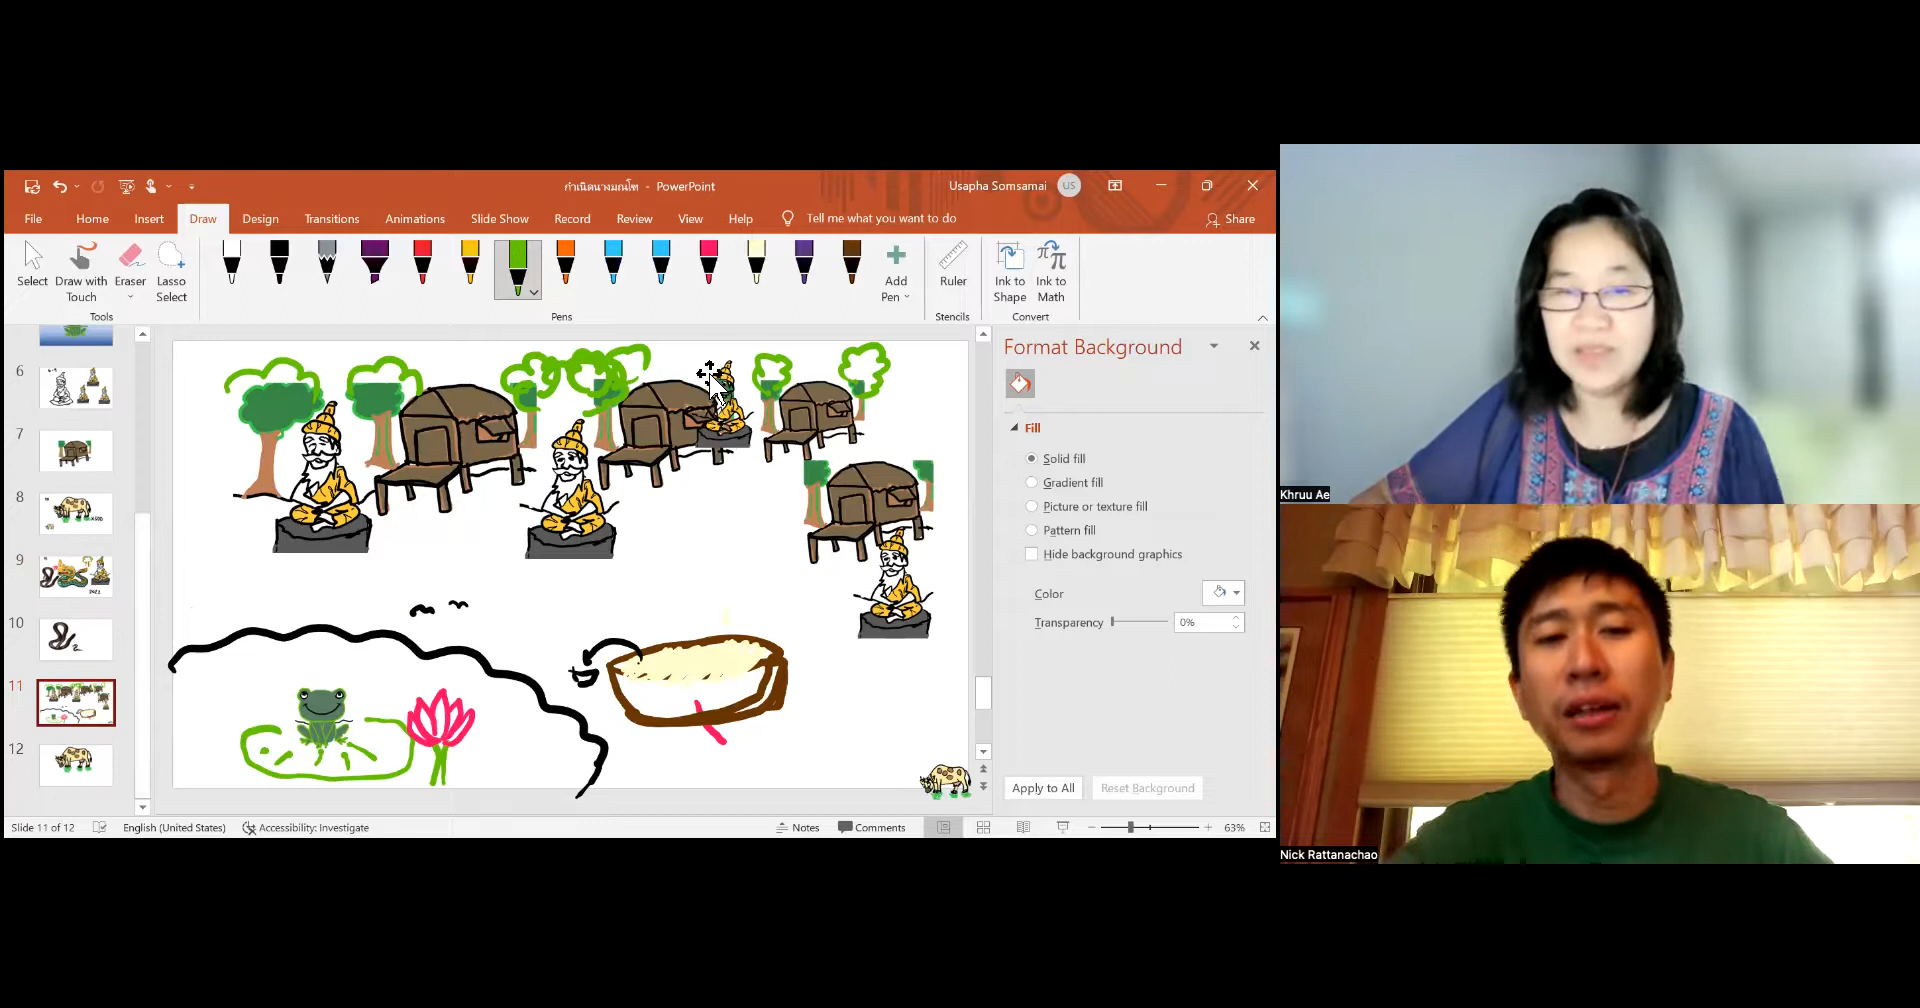 กำเนิดนางมณโฑ - PowerPoint
Usapha Somsamai US
File Home Insert Draw Design Transitions Animations Slide Show Record Review View Help Tell me what you want to do Share
Select Draw with Touch Eraser Lasso Select Add Pen Ruler Ink to Shape Ink to Math
Tools Pens Stencils Convert
6
7
8
9
10
11
12
Format Background
Fill
Solid fill
Gradient fill
Picture or texture fill
Pattern fill
Hide background graphics
Color
Transparency 0%
Apply to All Reset Background
Slide 11 of 12 English (United States) Accessibility: Investigate Notes Comments 63%
Khruu Ae
Nick Rattanachao